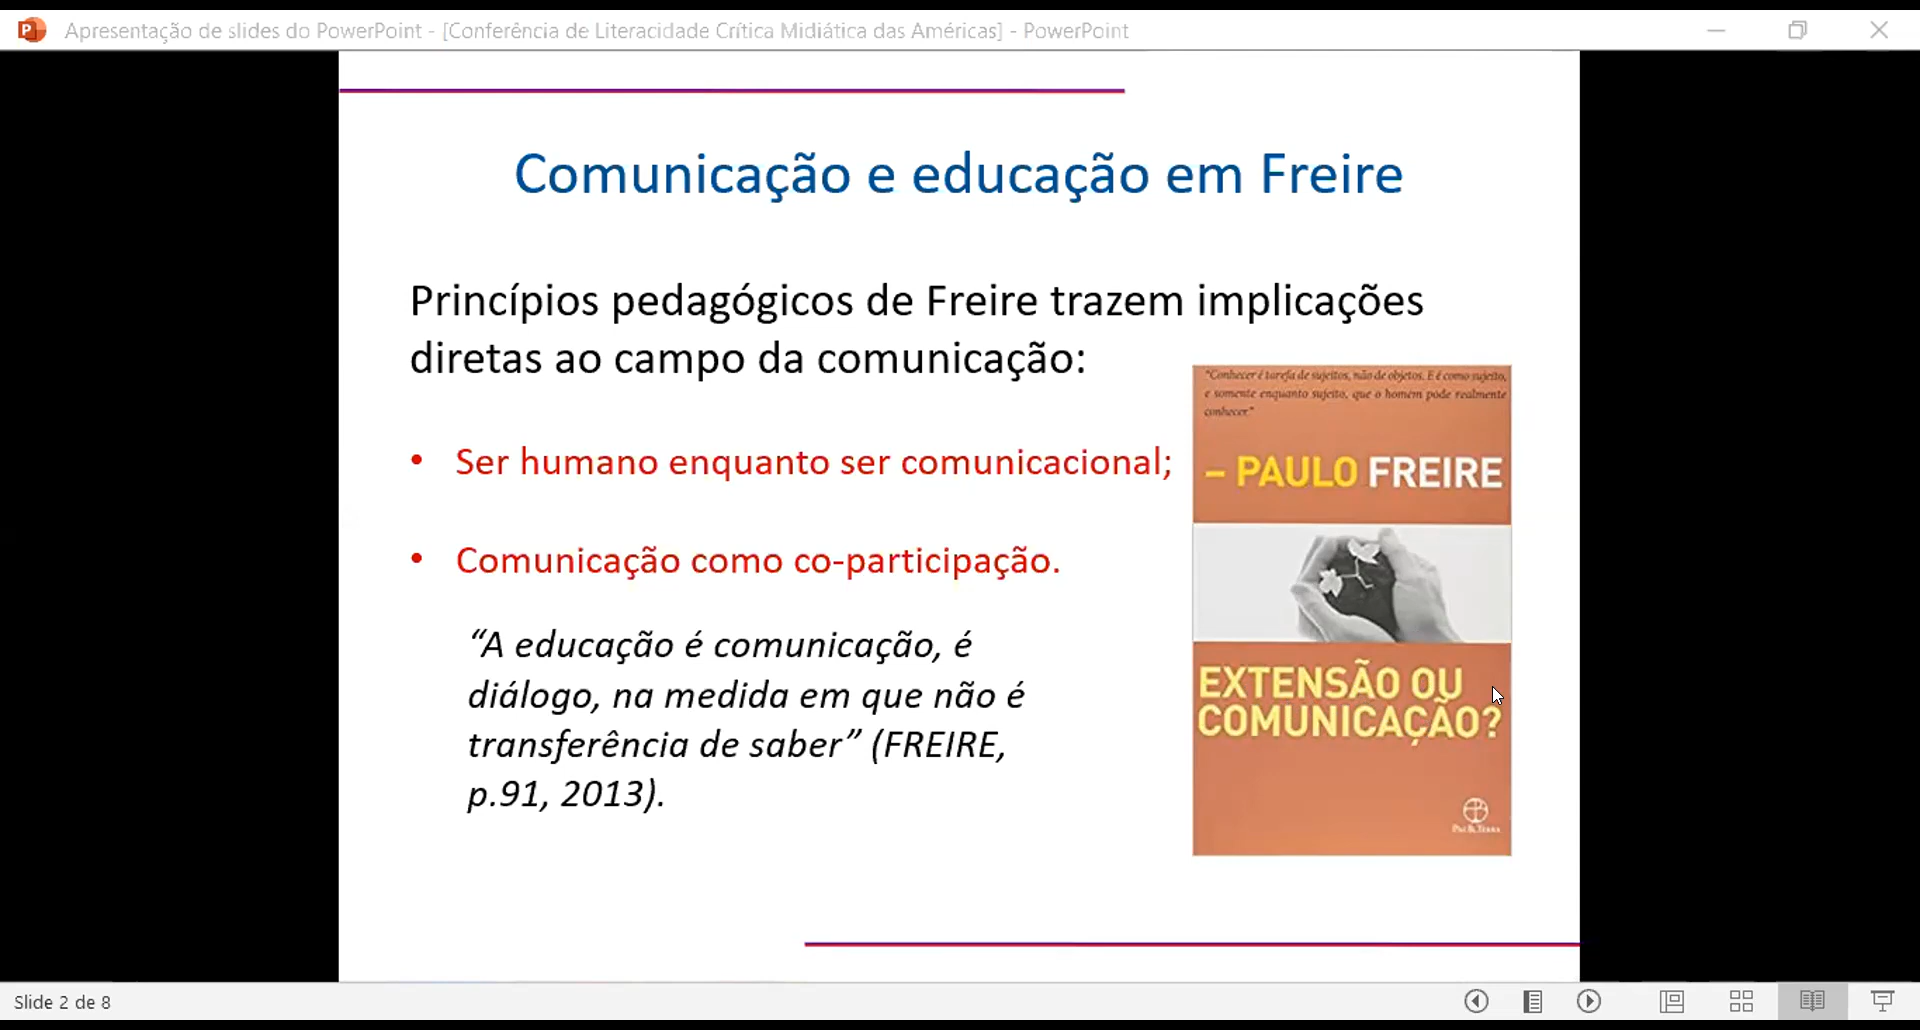 Apresentação de slides do PowerPoint - [Conferência de Literacidade Crítica Midiática das Américas] - PowerPoint
Comunicação e educação em Freire
Princípios pedagógicos de Freire trazem implicações
diretas ao campo da comunicação:
• Ser humano enquanto ser comunicacional;
• Comunicação como co-participação.
“A educação é comunicação, é
diálogo, na medida em que não é
transferência de saber” (FREIRE,
p.91, 2013).
"Conhecer é tarefa de sujeitos, não de objetos. E é como sujeito,
e somente enquanto sujeito, que o homem pode realmente
conhecer."
– PAULO FREIRE
EXTENSÃO OU
COMUNICAÇÃO?
Paz & Terra
Slide 2 de 8